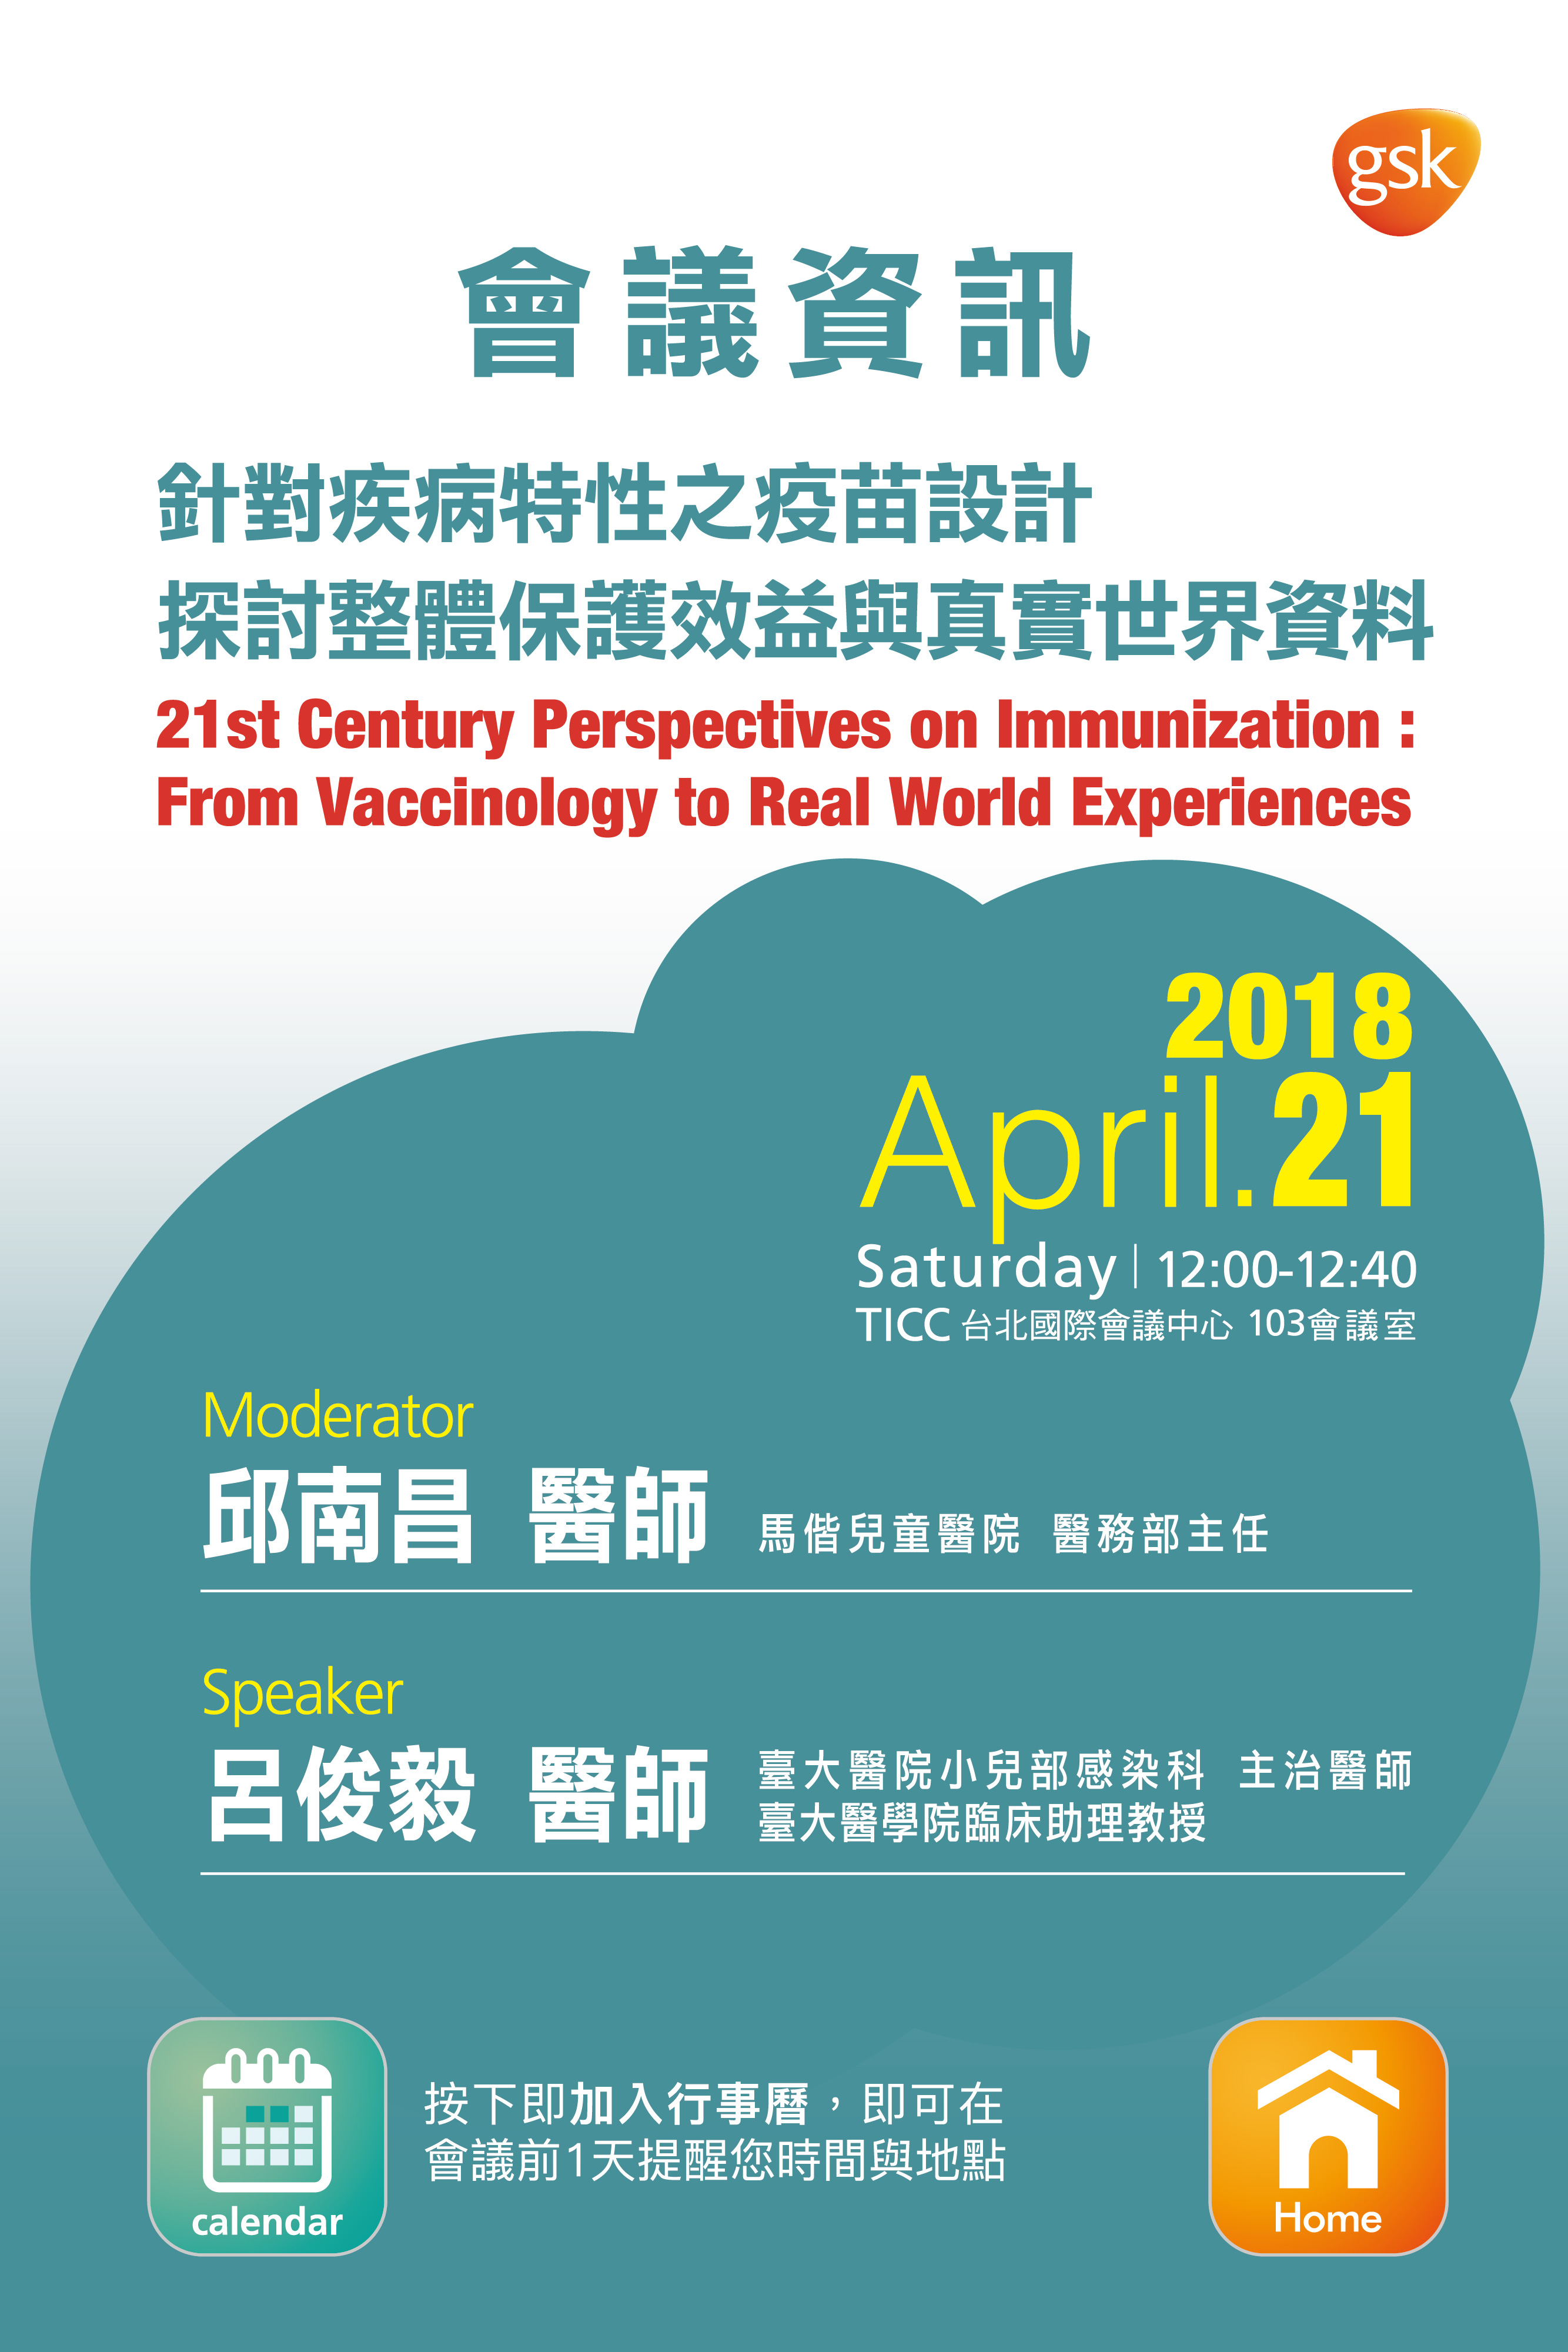 gsk
會議資訊
針對疾病特性之疫苗設計
探討整體保護效益與真實世界資料
21st Century Perspectives on Immunization :
From Vaccinology to Real World Experiences
2018
April.21
Saturday | 12:00-12:40
TICC 台北國際會議中心 103會議室
Moderator
邱南昌 醫師 馬偕兒童醫院 醫務部主任
Speaker
呂俊毅 醫師 臺大醫院小兒部感染科 主治醫師
臺大醫學院臨床助理教授
按下即加入行事曆，即可在
會議前1天提醒您時間與地點
calendar
Home